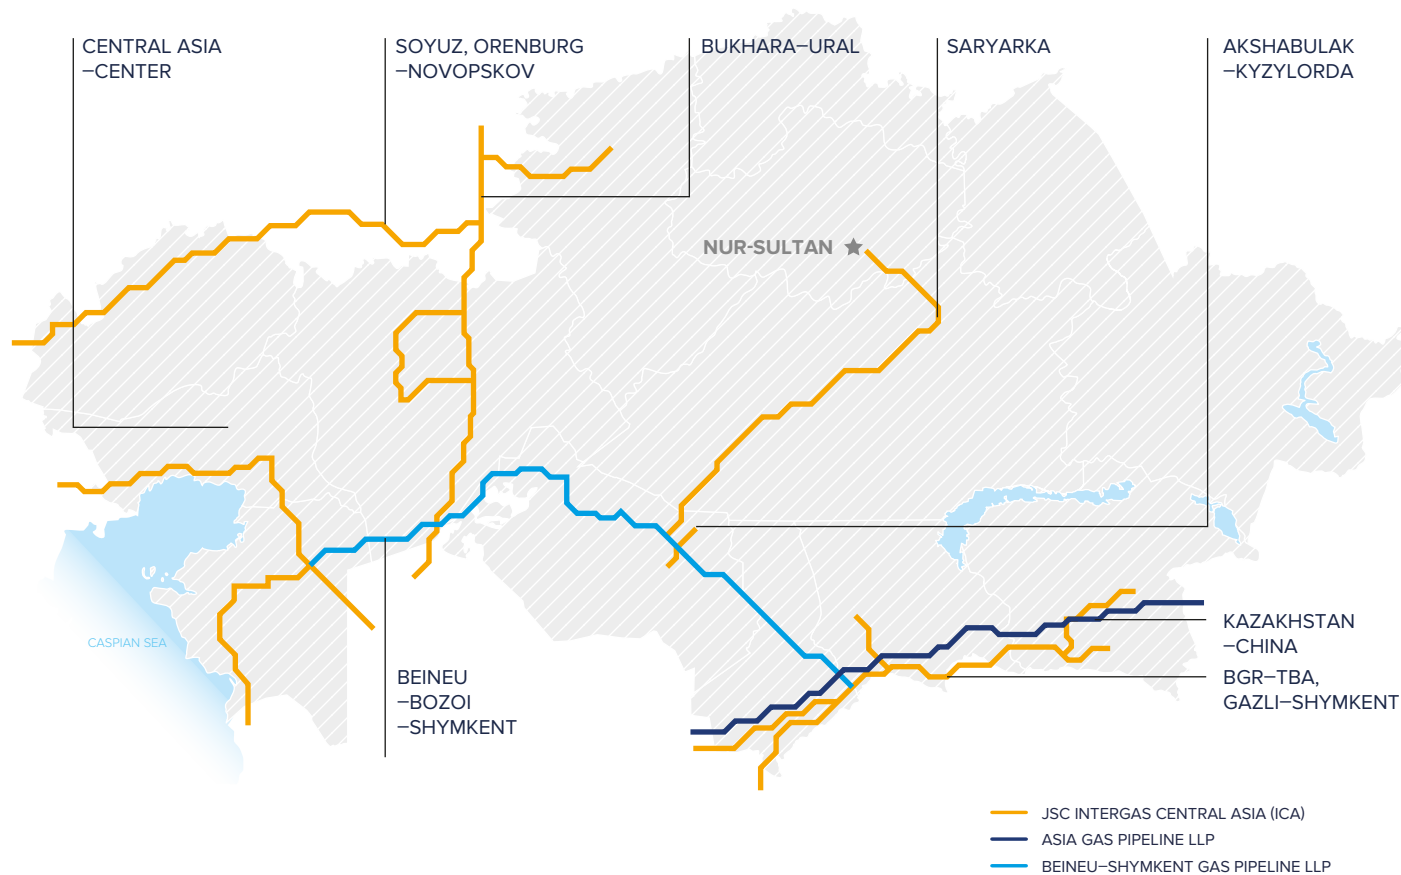 CENTRAL ASIA
–CENTER
SOYUZ, ORENBURG
–NOVOPSKOV
BUKHARA–URAL
SARYARKA
AKSHABULAK
–KYZYLORDA
NUR-SULTAN
CASPIAN SEA
BEINEU
–BOZOI
–SHYMKENT
KAZAKHSTAN
–CHINA
BGR–TBA,
GAZLI–SHYMKENT
JSC INTERGAS CENTRAL ASIA (ICA)
ASIA GAS PIPELINE LLP
BEINEU–SHYMKENT GAS PIPELINE LLP